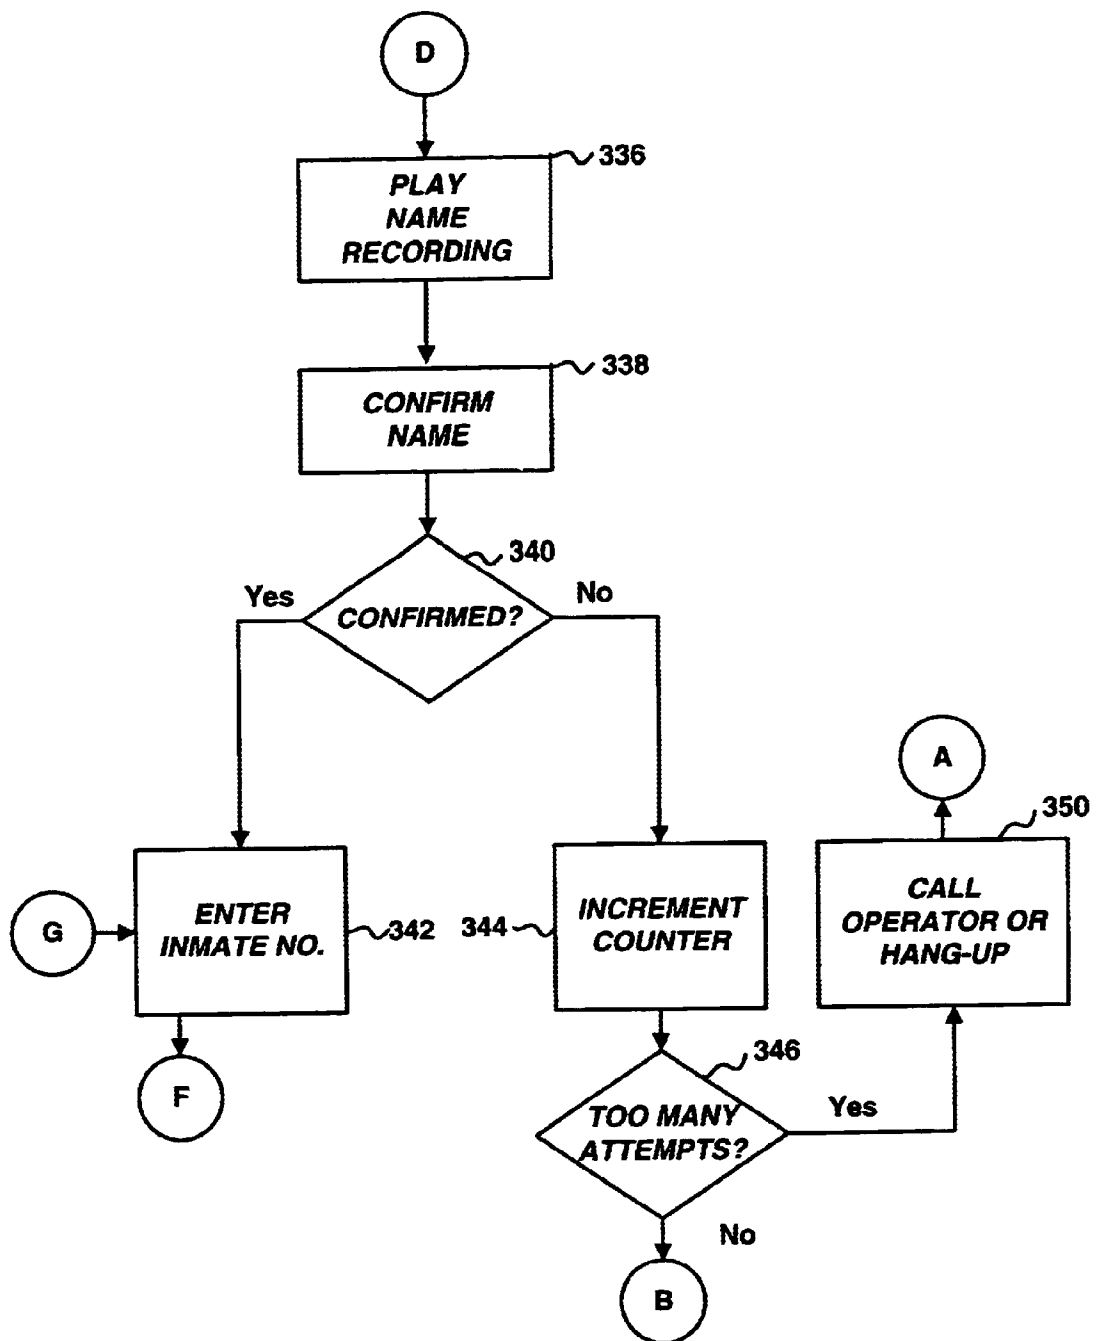 D
336
PLAY
NAME
RECORDING
338
CONFIRM
NAME
340
Yes
No
CONFIRMED?
A
350
G
ENTER
INMATE NO.
342
344
INCREMENT
COUNTER
CALL
OPERATOR OR
HANG-UP
346
F
TOO MANY
ATTEMPTS?
Yes
No
B